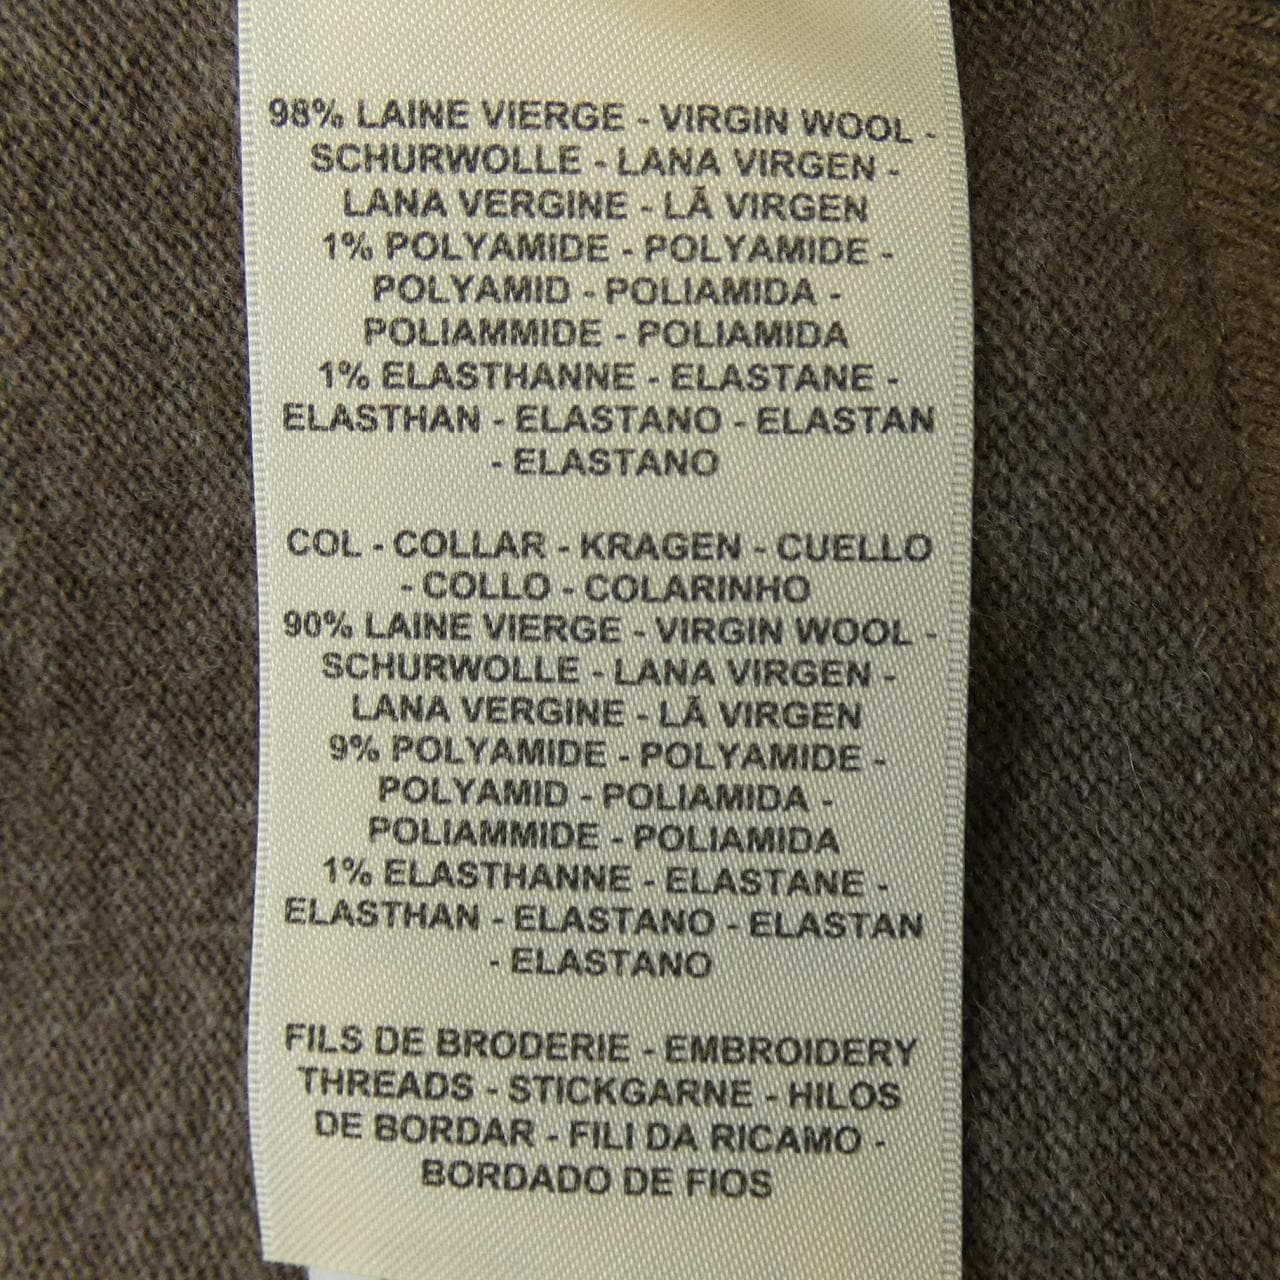 98% LAINE VIERGE - VIRGIN WOOL -
SCHURWOLLE - LANA VIRGEN -
LANA VERGINE - LÃ VIRGEN
1% POLYAMIDE - POLYAMIDE -
POLYAMID - POLIAMIDA -
POLIAMMIDE - POLIAMIDA
1% ELASTHANNE - ELASTANE -
ELASTHAN - ELASTANO - ELASTAN
- ELASTANO
COL - COLLAR - KRAGEN - CUELLO
- COLLO - COLARINHO
90% LAINE VIERGE - VIRGIN WOOL -
SCHURWOLLE - LANA VIRGEN -
LANA VERGINE - LÃ VIRGEN
9% POLYAMIDE - POLYAMIDE -
POLYAMID - POLIAMIDA -
POLIAMMIDE - POLIAMIDA
1% ELASTHANNE - ELASTANE -
ELASTHAN - ELASTANO - ELASTAN
- ELASTANO
FILS DE BRODERIE - EMBROIDERY
THREADS - STICKGARNE - HILOS
DE BORDAR - FILI DA RICAMO -
BORDADO DE FIOS